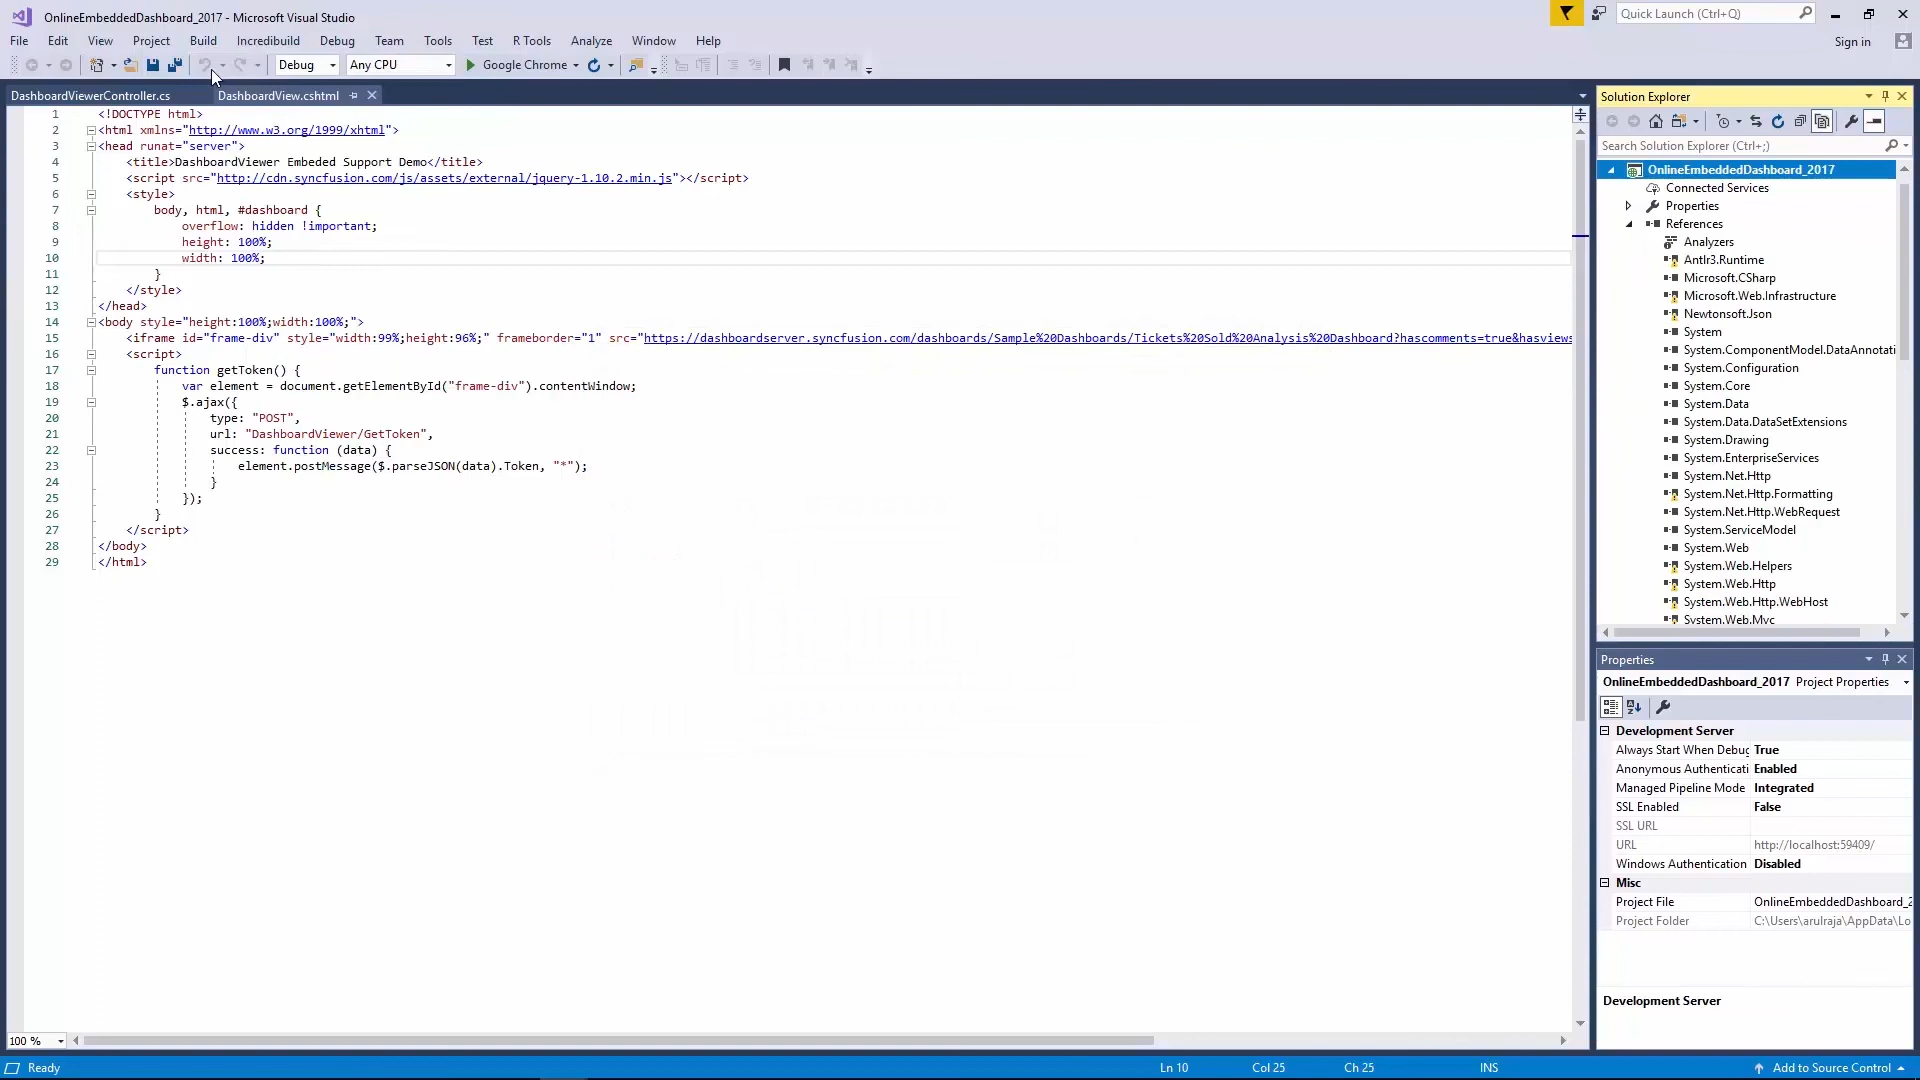 OnlineEmbeddedDashboard_2017 - Microsoft Visual Studio
Quick Launch (Ctrl+Q)
File Edit View Project Build Incredibuild Debug Team Tools Test R Tools Analyze Window Help
Sign in
Debug Any CPU Google Chrome
DashboardViewerController.cs DashboardView.cshtml
1 <!DOCTYPE html>
2 <html xmlns="http://www.w3.org/1999/xhtml">
3 <head runat="server">
4 <title>DashboardViewer Embeded Support Demo</title>
5 <script src="http://cdn.syncfusion.com/js/assets/external/jquery-1.10.2.min.js"></script>
6 <style>
7 body, html, #dashboard {
8 overflow: hidden !important;
9 height: 100%;
10 width: 100%;
11 }
12 </style>
13 </head>
14 <body style="height:100%;width:100%;">
15 <iframe id="frame-div" style="width:99%;height:96%;" frameborder="1" src="https://dashboardserver.syncfusion.com/dashboards/Sample%20Dashboards/Tickets%20Sold%20Analysis%20Dashboard?hascomments=true&hasviews
16 <script>
17 function getToken() {
18 var element = document.getElementById("frame-div").contentWindow;
19 $.ajax({
20 type: "POST",
21 url: "DashboardViewer/GetToken",
22 success: function (data) {
23 element.postMessage($.parseJSON(data).Token, "*");
24 }
25 });
26 }
27 </script>
28 </body>
29 </html>
100 %
Solution Explorer
Search Solution Explorer (Ctrl+;)
OnlineEmbeddedDashboard_2017
Connected Services
Properties
References
Analyzers
Antlr3.Runtime
Microsoft.CSharp
Microsoft.Web.Infrastructure
Newtonsoft.Json
System
System.ComponentModel.DataAnnotati
System.Configuration
System.Core
System.Data
System.Data.DataSetExtensions
System.Drawing
System.EnterpriseServices
System.Net.Http
System.Net.Http.Formatting
System.Net.Http.WebRequest
System.ServiceModel
System.Web
System.Web.Helpers
System.Web.Http
System.Web.Http.WebHost
System.Web.Mvc
Properties
OnlineEmbeddedDashboard_2017 Project Properties
Development Server
Always Start When Debug True
Anonymous Authenticati Enabled
Managed Pipeline Mode Integrated
SSL Enabled False
SSL URL
URL http://localhost:59409/
Windows Authentication Disabled
Misc
Project File OnlineEmbeddedDashboard_2
Project Folder C:\Users\arulraja\AppData\Lo
Development Server
Ready Ln 10 Col 25 Ch 25 INS Add to Source Control